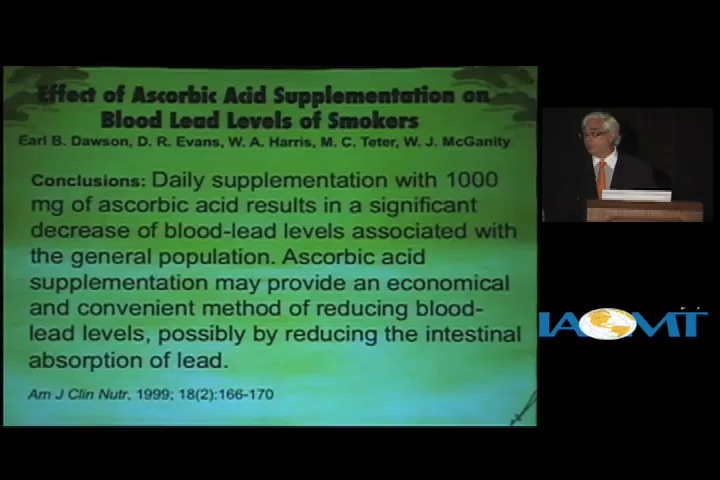 Effect of Ascorbic Acid Supplementation on
Blood Lead Levels of Smokers
Earl B. Dawson, D. R. Evans, W. A. Harris, M. C. Teter, W. J. McGanity
Conclusions: Daily supplementation with 1000
mg of ascorbic acid results in a significant
decrease of blood-lead levels associated with
the general population. Ascorbic acid
supplementation may provide an economical
and convenient method of reducing blood-
lead levels, possibly by reducing the intestinal
absorption of lead.
Am J Clin Nutr, 1999; 18(2):166-170
IAOMT